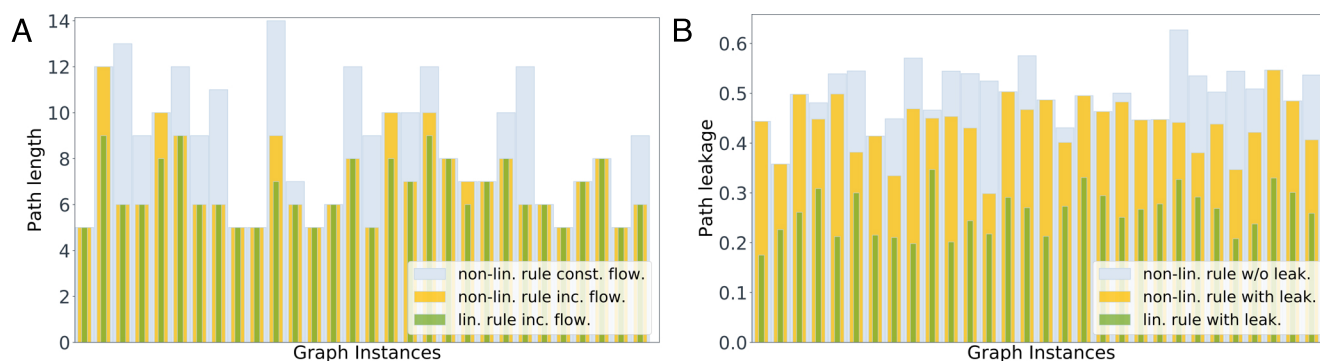 A
Path length
14
12
10
8
6
4
2
0
non-lin. rule const. flow.
non-lin. rule inc. flow.
lin. rule inc. flow.
Graph Instances
B
Path leakage
0.6
0.5
0.4
0.3
0.2
0.1
0.0
non-lin. rule w/o leak.
non-lin. rule with leak.
lin. rule with leak.
Graph Instances